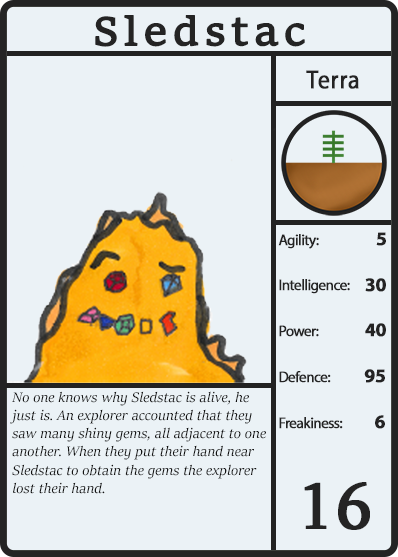 Sledstac
Terra
Agility: 5
Intelligence: 30
Power: 40
Defence: 95
Freakiness: 6
16
No one knows why Sledstac is alive, he
just is. An explorer accounted that they
saw many shiny gems, all adjacent to one
another. When they put their hand near
Sledstac to obtain the gems the explorer
lost their hand.